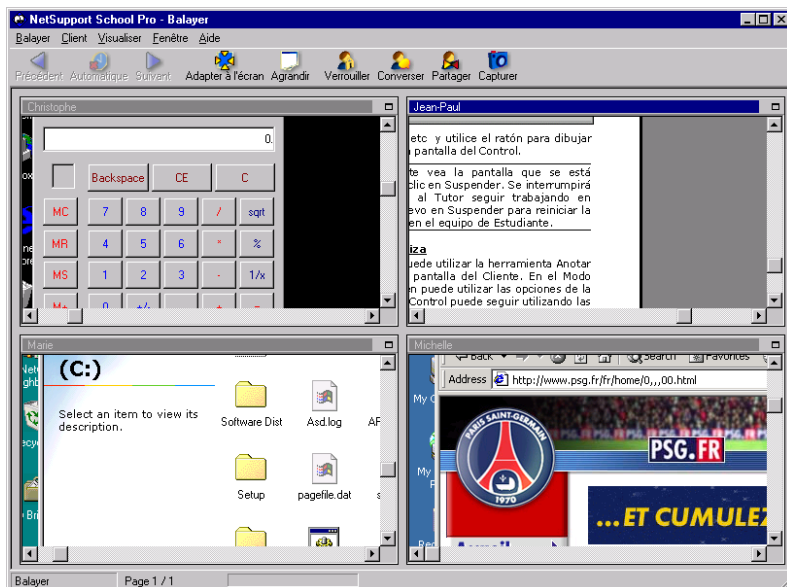 NetSupport School Pro - Balayer
Balayer Client Visualiser Fenêtre Aide
Précédent Automatique Suivant Adapter à l'écran Agrandir Verrouiller Converser Partager Capturer
Christophe
0.
Backspace CE C
MC 7 8 9 / sqrt
MR 4 5 6 * %
MS 1 2 3 - 1/x
M+ 0 +/- . + =
Jean-Paul
etc y utilice el ratón para dibujar
pantalla del Control.
te vea la pantalla que se está
clic en Suspender. Se interrumpirá
al Tutor seguir trabajando en
evo en Suspender para reiniciar la
en el equipo de Estudiante.
iza
uede utilizar la herramienta Anotar
pantalla del Cliente. En el Modo
én puede utilizar las opciones de la
Control puede seguir utilizando las
Marie
(C:)
Select an item to view its
description.
Software Dist Asd.log AF
Setup pagefile.dat s
Michelle
Back Search Favorites
Address http://www.psg.fr/fr/home/0,,,00.html
My C
PARIS SAINT-GERMAIN
1970
PSG.FR
My
P
Rec
... ET CUMULEZ
Accueil
Balayer Page 1 / 1